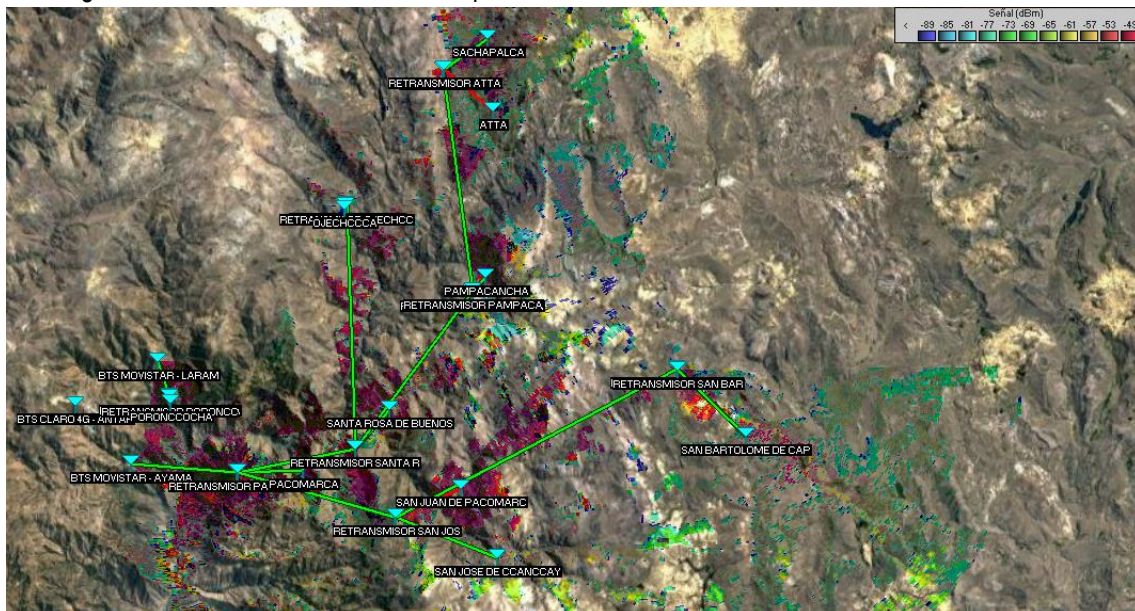 Señal (dBm)
< -89 -85 -81 -77 -73 -69 -65 -61 -57 -53 -49
SACHAPALCA
RETRANSMISOR ATTA
ATTA
OJECHCCCA
PAMPACANCHA
RETRANSMISOR PAMPACA
BTS MOVISTAR - LARAM
PORONCCOCHA
BTS CLARO 4G - ANTA
RETRANSMISOR SAN BAR
SANTA ROSA DE BUENOS
SAN BARTOLOME DE CAP
RETRANSMISOR SANTA R
BTS MOVISTAR - AYAMA
RETRANSMISOR PA
PACOMARCA
SAN JUAN DE PACOMARC
RETRANSMISOR SAN JOS
SAN JOSE DE CCANCCAY